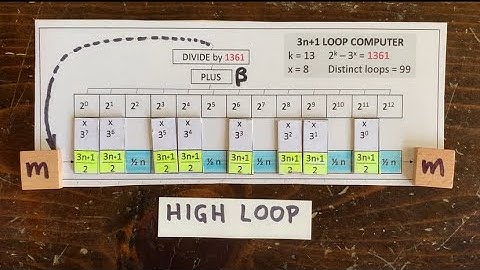 3n+1 LOOP COMPUTER
k = 13 2ᵏ – 3ˣ = 1361
x = 8 Distinct loops = 99
DIVIDE by 1361
PLUS β
2⁰ 2¹ 2² 2³ 2⁴ 2⁵ 2⁶ 2⁷ 2⁸ 2⁹ 2¹⁰ 2¹¹ 2¹²
x x x x x x x x
3⁷ 3⁶ 3⁵ 3⁴ 3³ 3² 3¹ 3⁰
m 3n+1/2 3n+1/2 ½ n 3n+1/2 3n+1/2 ½ n 3n+1/2 ½ n 3n+1/2 3n+1/2 ½ n 3n+1/2 ½ n m
HIGH LOOP